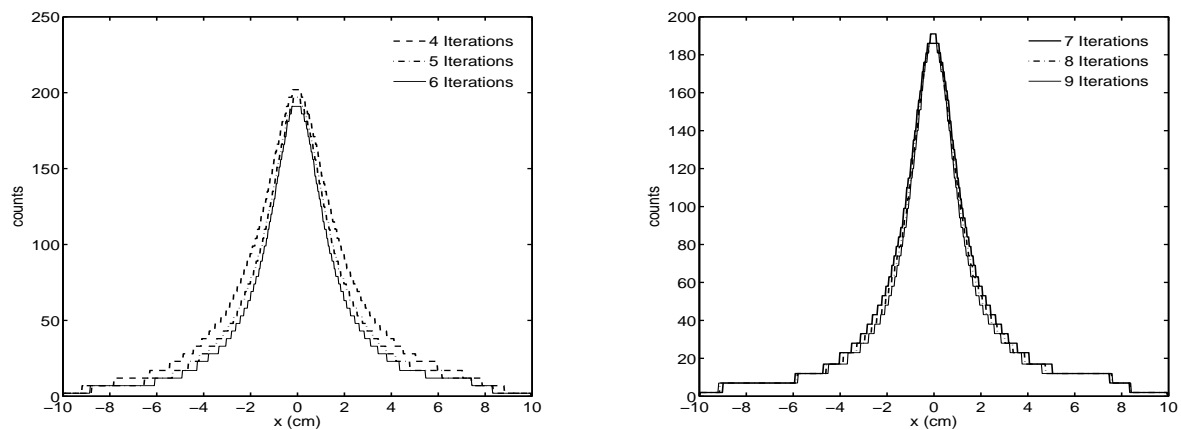 250
200
150
100
50
0
counts
−10 −8 −6 −4 −2 0 2 4 6 8 10
x (cm)
4 Iterations
5 Iterations
6 Iterations
200
180
160
140
120
100
80
60
40
20
0
counts
−10 −8 −6 −4 −2 0 2 4 6 8 10
x (cm)
7 Iterations
8 Iterations
9 Iterations